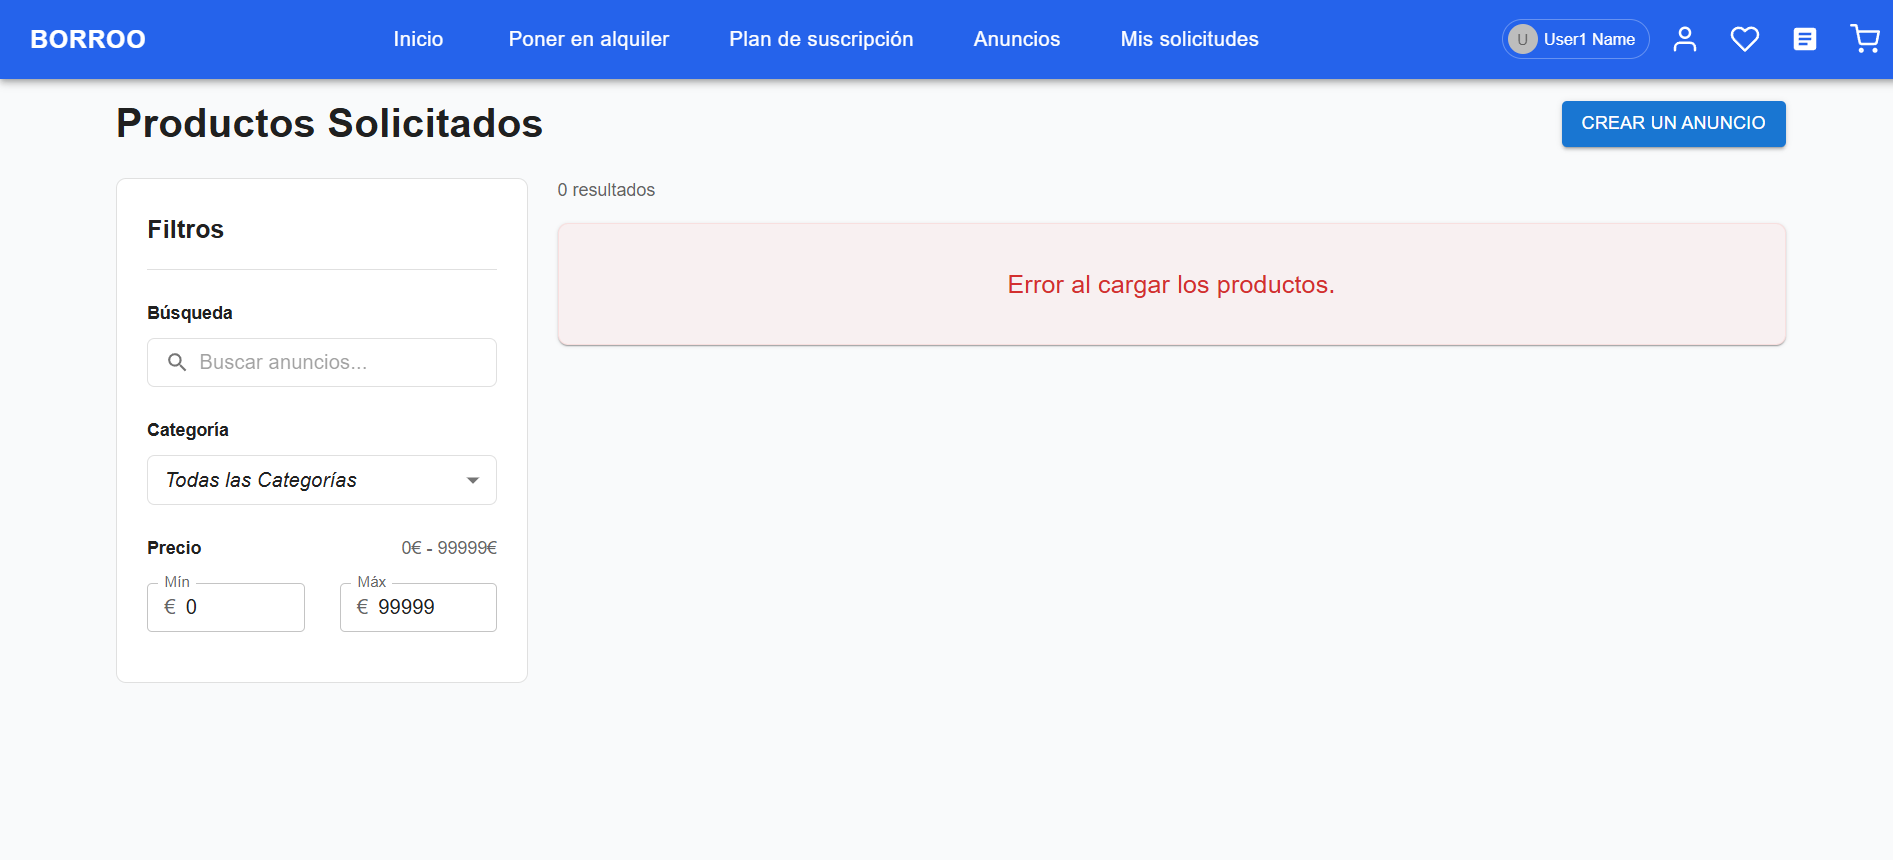 BORROO
Inicio
Poner en alquiler
Plan de suscripción
Anuncios
Mis solicitudes
U
User1 Name
Productos Solicitados
CREAR UN ANUNCIO
Filtros
Búsqueda
Buscar anuncios...
Categoría
Todas las Categorías
Precio
0€ - 99999€
Mín
€ 0
Máx
€ 99999
0 resultados
Error al cargar los productos.